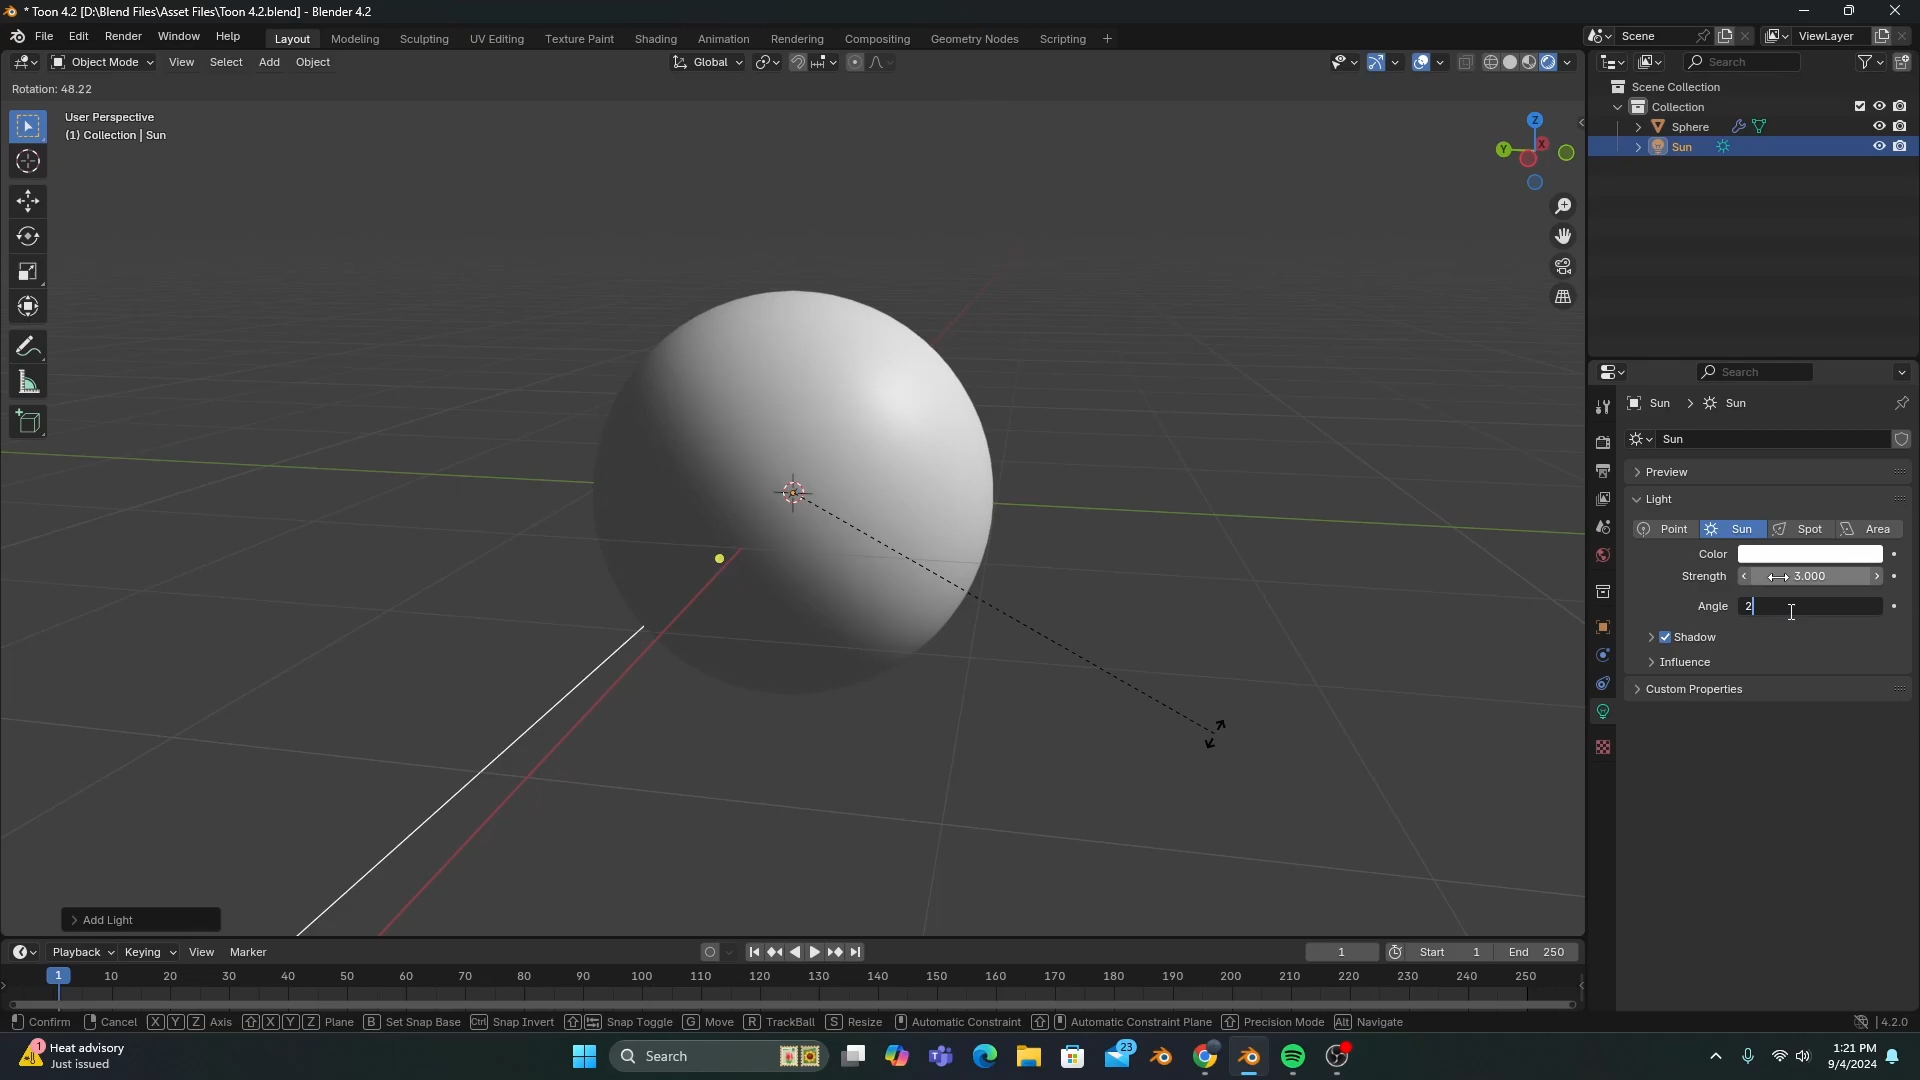 * Toon 4.2 [D:\Blend Files\Asset Files\Toon 4.2.blend] - Blender 4.2
File Edit Render Window Help Layout Modeling Sculpting UV Editing Texture Paint Shading Animation Rendering Compositing Geometry Nodes Scripting + Scene ViewLayer
Object Mode View Select Add Object Global Search
Rotation: 48.22
User Perspective
(1) Collection | Sun
Z
Y
X
Scene Collection
Collection
Sphere
Sun
Search
Sun > Sun
Sun
Preview
Light
Point Sun Spot Area
Color
Strength 3.000
Angle 2
Shadow
Influence
Custom Properties
Add Light
Playback Keying View Marker 1 Start 1 End 250
1 10 20 30 40 50 60 70 80 90 100 110 120 130 140 150 160 170 180 190 200 210 220 230 240 250
Confirm Cancel X Y Z Axis X Y Z Plane B Set Snap Base Ctrl Snap Invert Snap Toggle G Move R TrackBall S Resize Automatic Constraint Automatic Constraint Plane Precision Mode Alt Navigate 4.2.0
1 Heat advisory
Just issued
Search
23
1:21 PM
9/4/2024